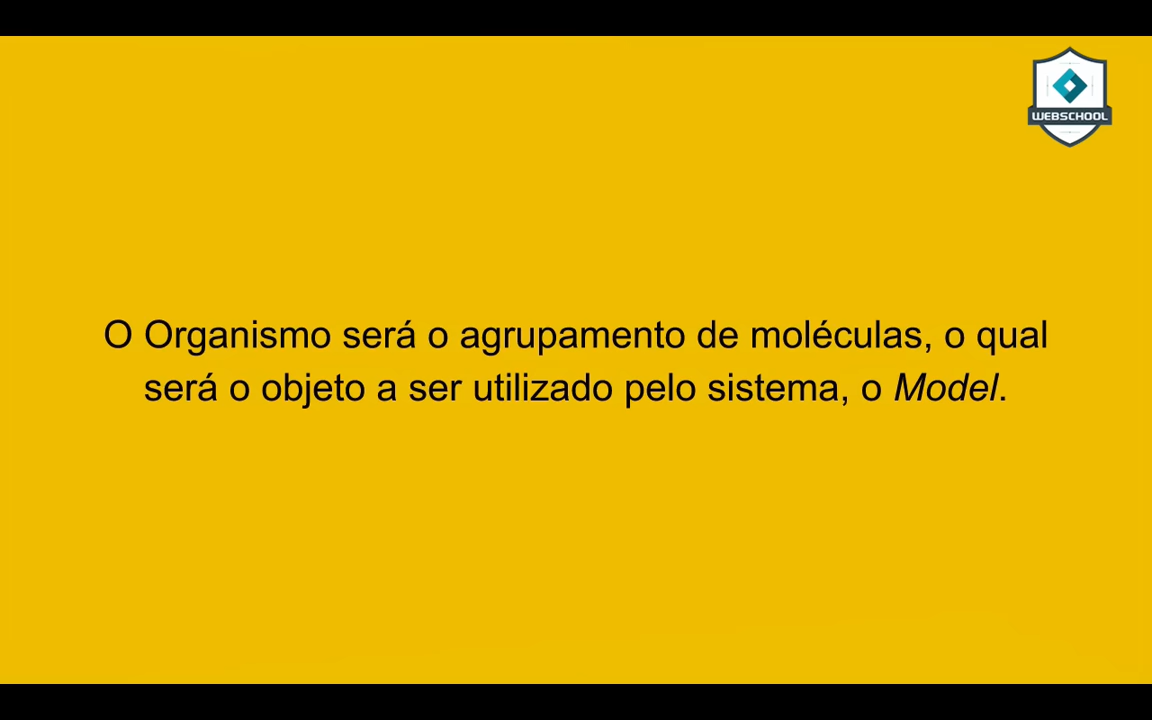 WEBSCHOOL
O Organismo será o agrupamento de moléculas, o qual
será o objeto a ser utilizado pelo sistema, o Model.